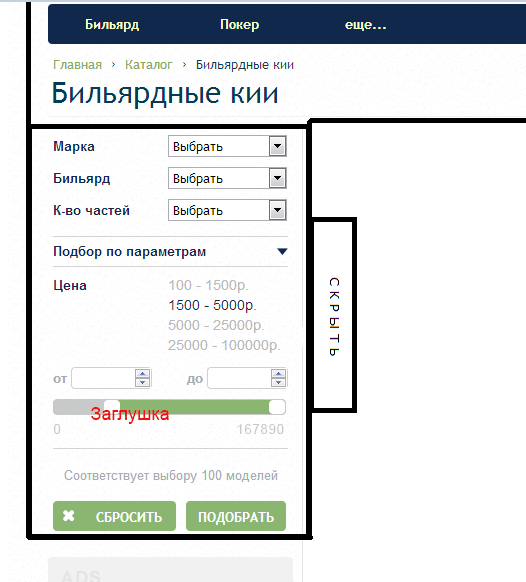 Бильярд Покер еще...
Главная › Каталог › Бильярдные кии
Бильярдные кии
Марка Выбрать
Бильярд Выбрать
К-во частей Выбрать
Подбор по параметрам
Цена 100 - 1500р.
1500 - 5000р.
5000 - 25000р.
25000 - 100000р.
от до
Заглушка
0 167890
Соответствует выбору 100 моделей
СБРОСИТЬ ПОДОБРАТЬ
СКРЫТЬ
ADS